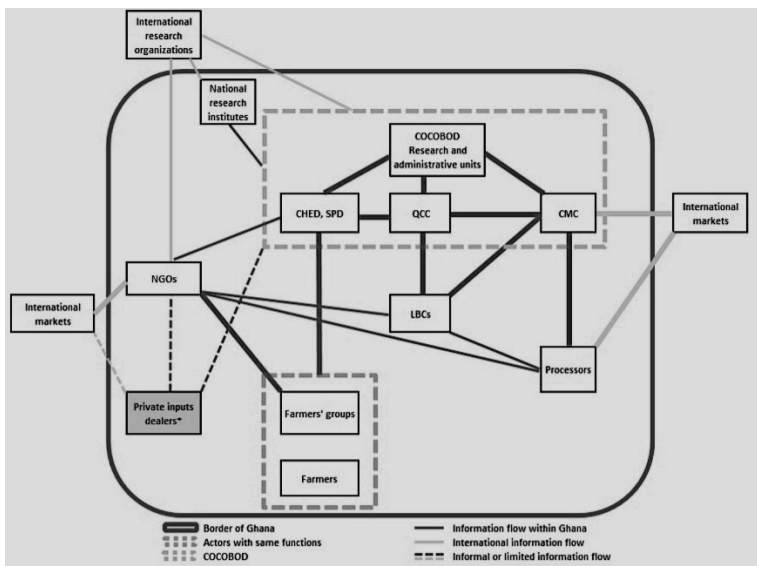 International
research
organizations
National
research
institutes
COCOBOD
Research and
administrative units
CHED, SPD
QCC
CMC
International
markets
NGOs
International
markets
LBCs
Processors
Private inputs
dealers*
Farmers' groups
Farmers
Border of Ghana
Actors with same functions
COCOBOD
Information flow within Ghana
International information flow
Informal or limited information flow